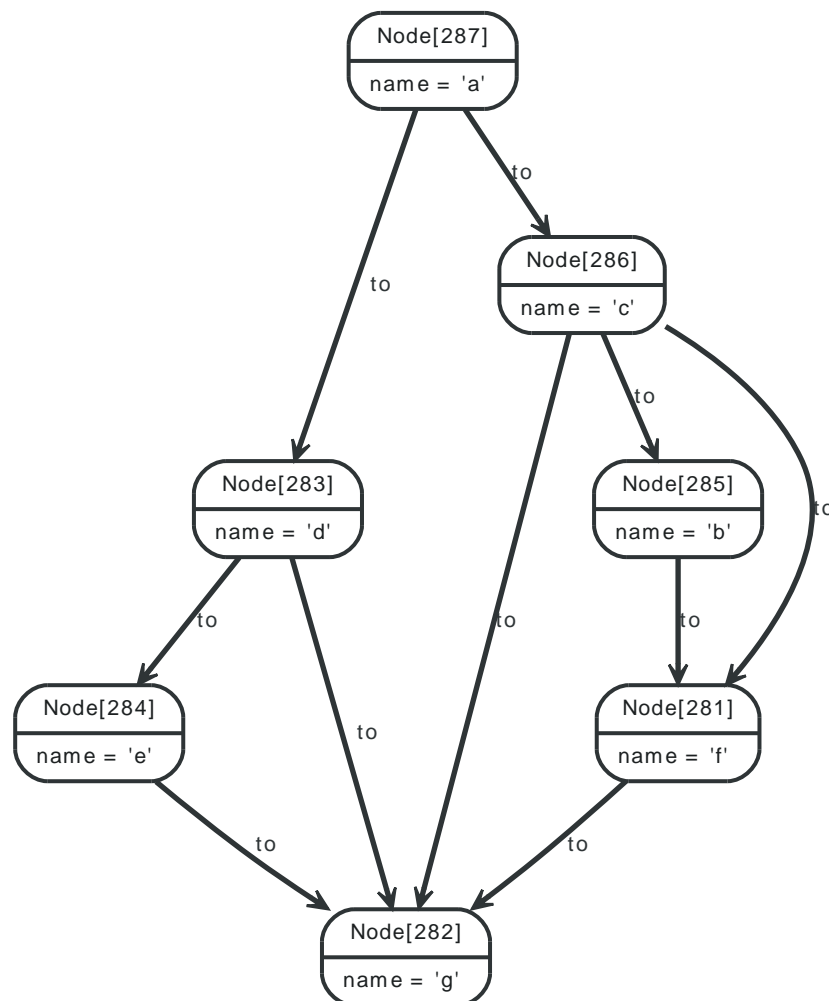 Node[287]
name = 'a'
to
Node[286]
to
name = 'c'
to
Node[283]
Node[285]
to
name = 'd'
name = 'b'
to
to
to
Node[284]
Node[281]
to
name = 'e'
name = 'f'
to
to
Node[282]
name = 'g'